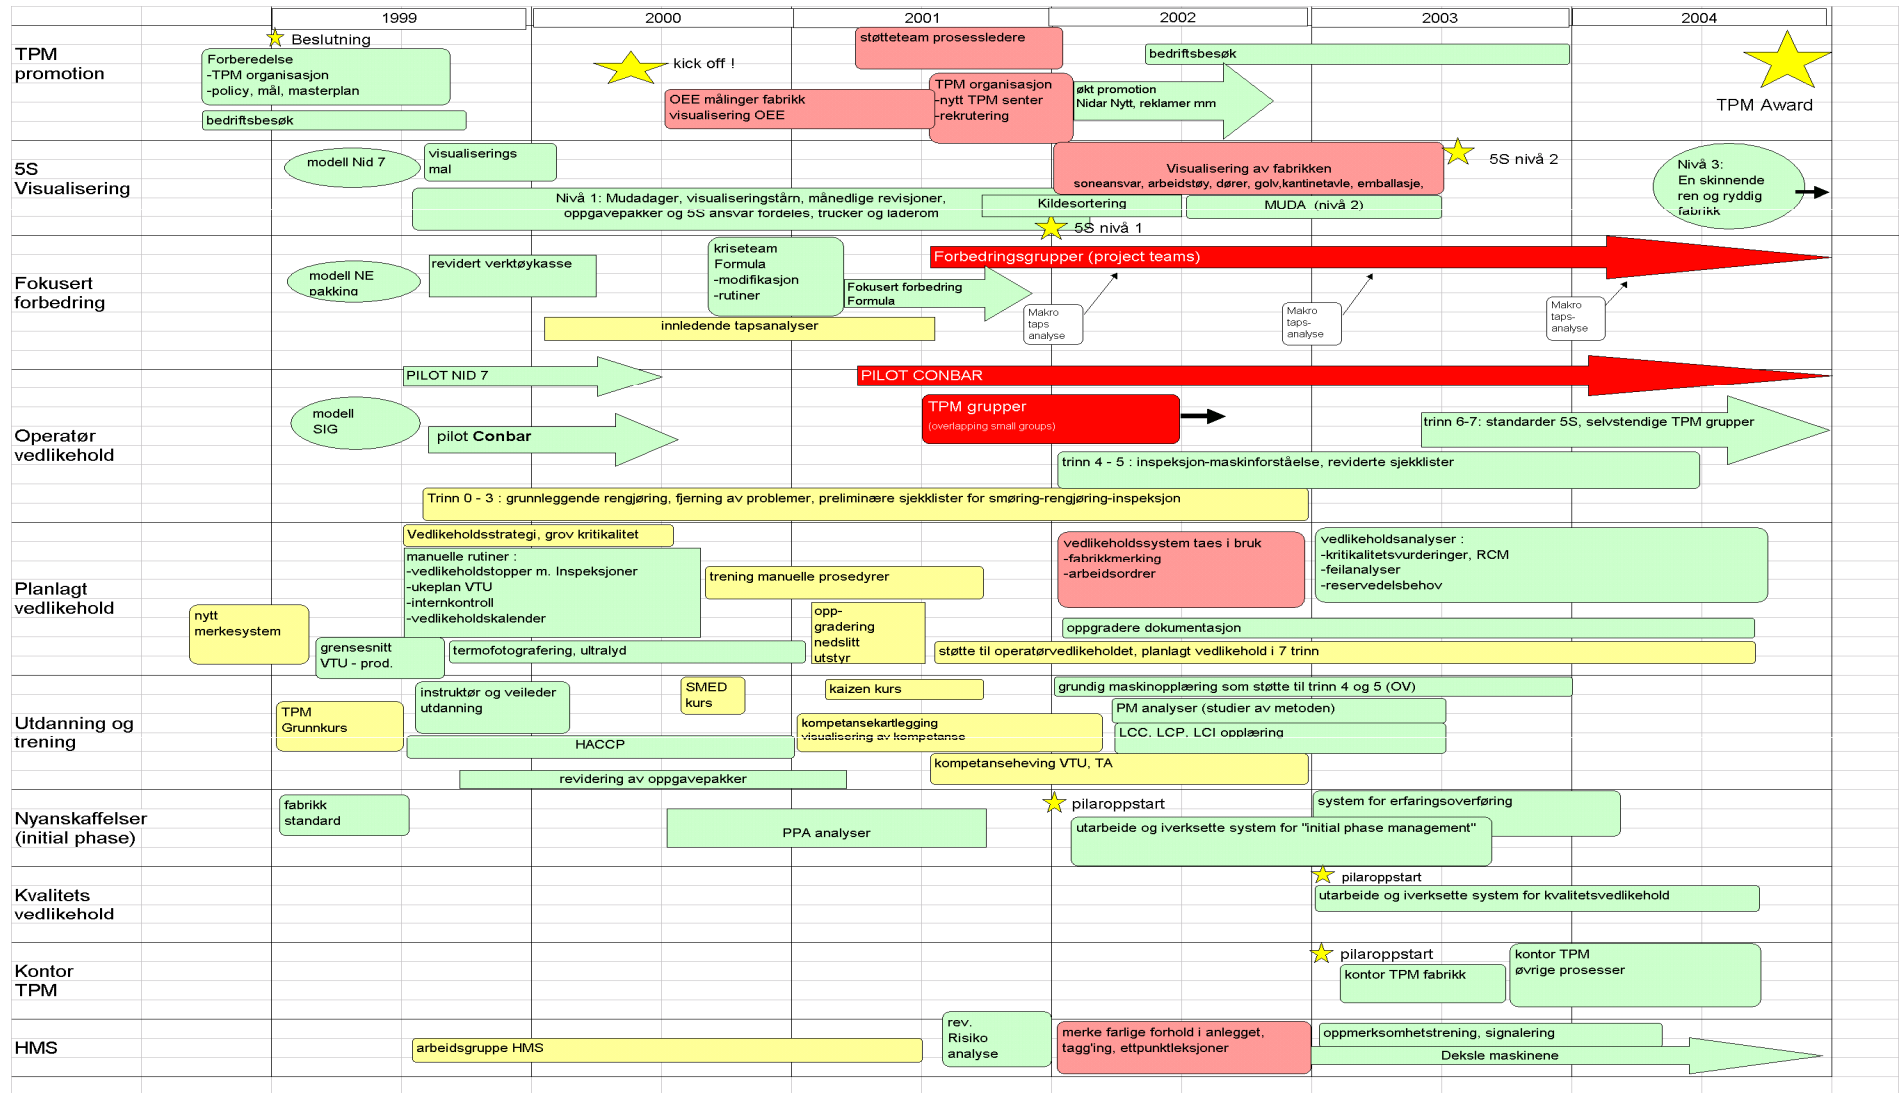 1999
2000
2001
2002
2003
2004
TPM
promotion
Beslutning
Forberedelse
-TPM organisasjon
-policy, mål, masterplan
bedriftsbesøk
kick off !
OEE målinger fabrikk
visualisering OEE
støtteteam prosessledere
TPM organisasjon
-nytt TPM senter
-rekrutering
økt promotion
Nidar Nytt, reklamer mm
bedriftsbesøk
TPM Award
5S
Visualisering
modell Nid 7
visualiserings
mal
Nivå 1: Mudadager, visualiseringstårn, månedlige revisjoner,
oppgavepakker og 5S ansvar fordeles, trucker og laderom
Kildesortering
5S nivå 1
Visualisering av fabrikken
soneansvar, arbeidstøy, dører, golv,kantinetavle, emballasje,
MUDA (nivå 2)
5S nivå 2
Nivå 3:
En skinnende
ren og ryddig
fabrikk
Fokusert
forbedring
modell NE
pakking
revidert verktøykasse
kriseteam
Formula
-modifikasjon
-rutiner
Fokusert forbedring
Formula
innledende tapsanalyser
Forbedringsgrupper (project teams)
Makro
taps
analyse
Makro
taps-
analyse
Makro
taps-
analyse
Operatør
vedlikehold
PILOT NID 7
modell
SIG
pilot Conbar
PILOT CONBAR
TPM grupper
(overlapping small groups)
trinn 6-7: standarder 5S, selvstendige TPM grupper
trinn 4 - 5 : inspeksjon-maskinforståelse, reviderte sjekklister
Trinn 0 - 3 : grunnleggende rengjøring, fjerning av problemer, preliminære sjekklister for smøring-rengjøring-inspeksjon
Planlagt
vedlikehold
nytt
merkesystem
Vedlikeholdsstrategi, grov kritikalitet
manuelle rutiner :
-vedlikeholdstopper m. Inspeksjoner
-ukeplan VTU
-internkontroll
-vedlikeholdskalender
grensesnitt
VTU - prod.
termofotografering, ultralyd
trening manuelle prosedyrer
opp-
gradering
nedslitt
utstyr
vedlikeholdssystem taes i bruk
-fabrikkmerking
-arbeidsordrer
vedlikeholdsanalyser :
-kritikalitetsvurderinger, RCM
-feilanalyser
-reservedelsbehov
oppgradere dokumentasjon
støtte til operatørvedlikeholdet, planlagt vedlikehold i 7 trinn
Utdanning og
trening
TPM
Grunnkurs
instruktør og veileder
utdanning
HACCP
revidering av oppgavepakker
SMED
kurs
kaizen kurs
kompetansekartlegging
visualisering av kompetanse
kompetanseheving VTU, TA
grundig maskinopplæring som støtte til trinn 4 og 5 (OV)
PM analyser (studier av metoden)
LCC, LCP, LCI opplæring
Nyanskaffelser
(initial phase)
fabrikk
standard
PPA analyser
pilaroppstart
utarbeide og iverksette system for "initial phase management"
system for erfaringsoverføring
Kvalitets
vedlikehold
pilaroppstart
utarbeide og iverksette system for kvalitetsvedlikehold
Kontor
TPM
pilaroppstart
kontor TPM fabrikk
kontor TPM
øvrige prosesser
HMS
arbeidsgruppe HMS
rev.
Risiko
analyse
merke farlige forhold i anlegget,
tagg'ing, ettpunktleksjoner
oppmerksomhetstrening, signalering
Deksle maskinene